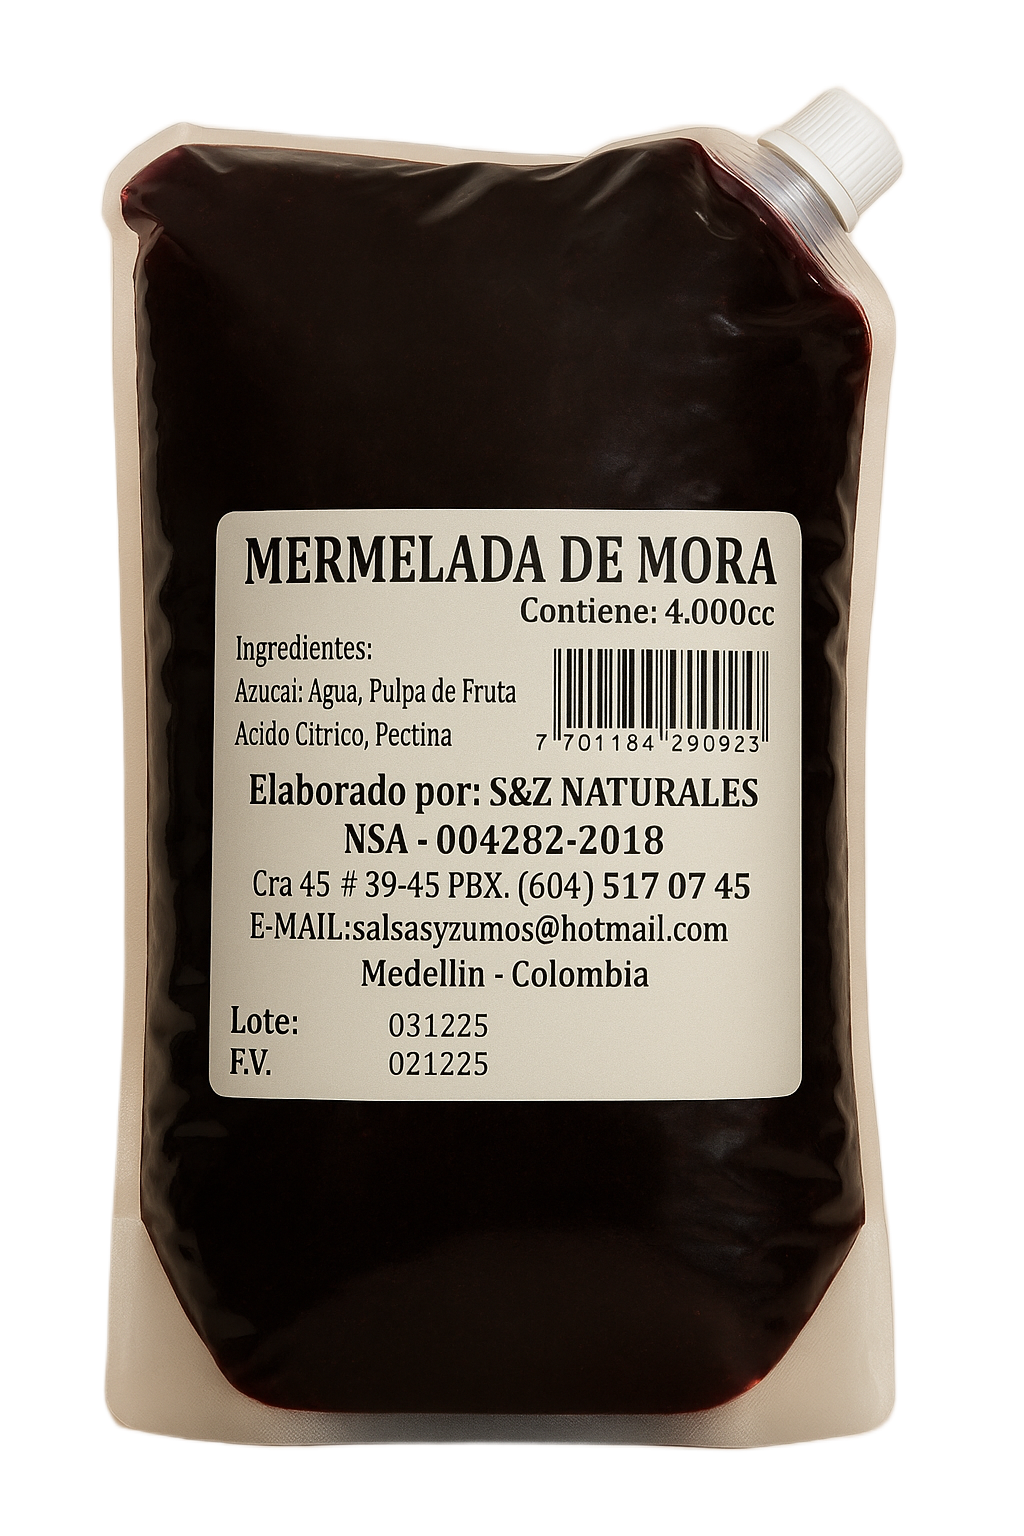 MERMELADA DE MORA
Contiene: 4.000cc
Ingredientes:
Azucai: Agua, Pulpa de Fruta
Acido Citrico, Pectina
7 701184 290923
Elaborado por: S&Z NATURALES
NSA - 004282-2018
Cra 45 # 39-45 PBX. (604) 517 07 45
E-MAIL:salsasyzumos@hotmail.com
Medellin - Colombia
Lote: 031225
F.V. 021225